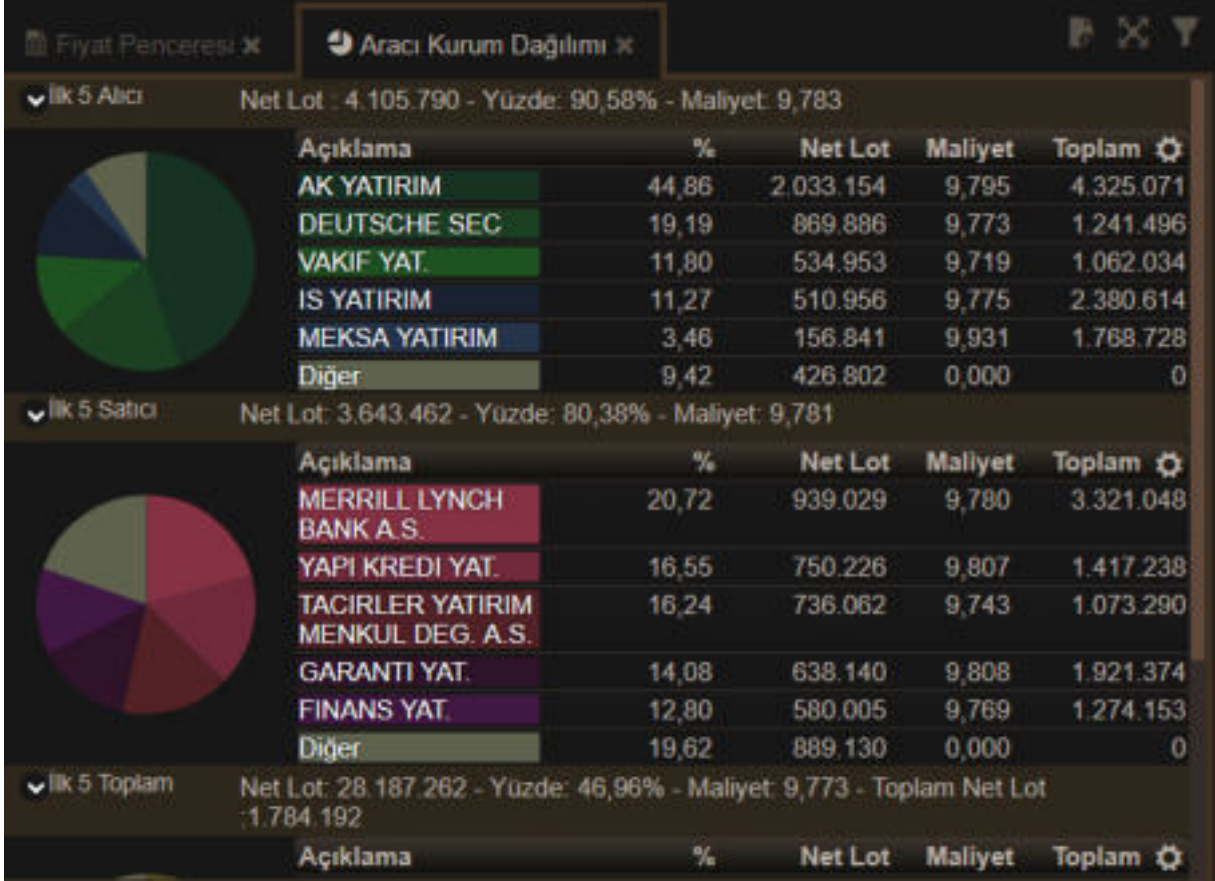 Fiyat Penceresi ✖
Aracı Kurum Dağılımı ✖
İlk 5 Alıcı Net Lot : 4.105.790 - Yüzde: 90,58% - Maliyet: 9,783
Açıklama % Net Lot Maliyet Toplam
AK YATIRIM 44,86 2.033.154 9,795 4.325.071
DEUTSCHE SEC 19,19 869.886 9,773 1.241.496
VAKIF YAT. 11,80 534.953 9,719 1.062.034
IS YATIRIM 11,27 510.956 9,775 2.380.614
MEKSA YATIRIM 3,46 156.841 9,931 1.768.728
Diğer 9,42 426.802 0,000 0
İlk 5 Satıcı Net Lot: 3.643.462 - Yüzde: 80,38% - Maliyet: 9,781
Açıklama % Net Lot Maliyet Toplam
MERRILL LYNCH 20,72 939.029 9,780 3.321.048
BANK A.S.
YAPI KREDI YAT. 16,55 750.226 9,807 1.417.238
TACIRLER YATIRIM 16,24 736.062 9,743 1.073.290
MENKUL DEG. A.S.
GARANTI YAT. 14,08 638.140 9,808 1.921.374
FINANS YAT. 12,80 580.005 9,769 1.274.153
Diğer 19,62 889.130 0,000 0
İlk 5 Toplam Net Lot: 28.187.262 - Yüzde: 46,96% - Maliyet: 9,773 - Toplam Net Lot
:1.784.192
Açıklama % Net Lot Maliyet Toplam